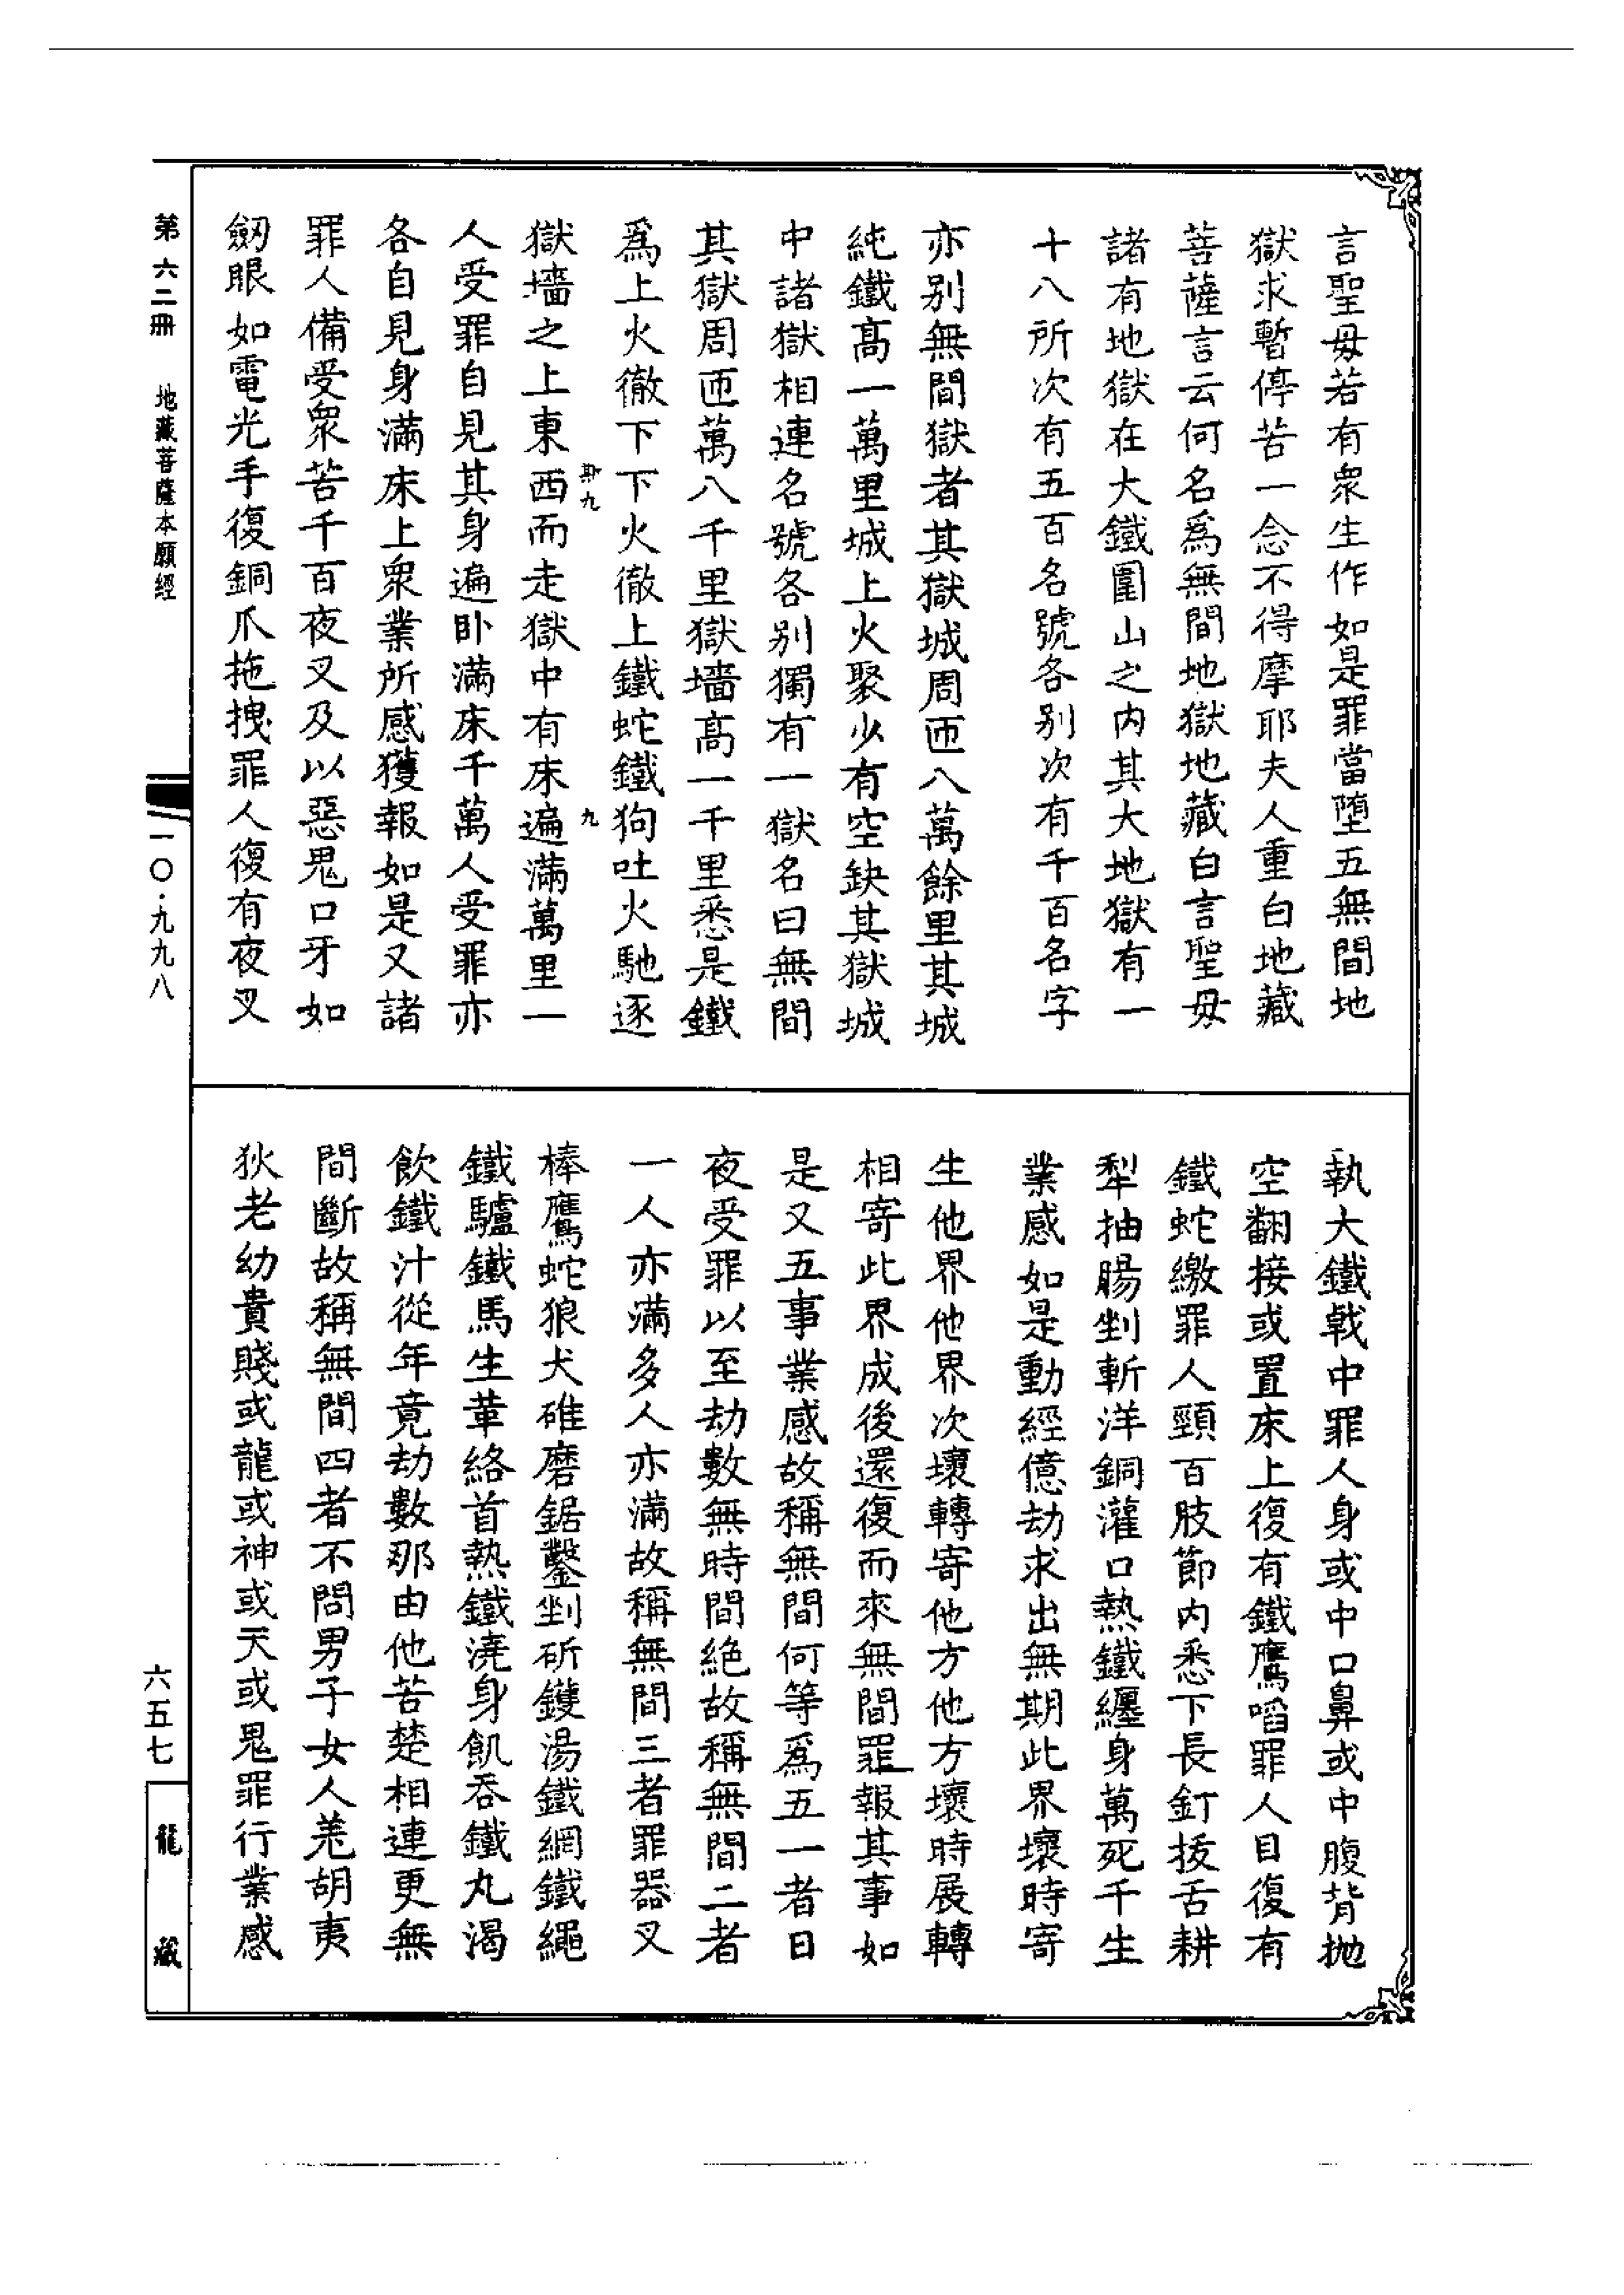 言聖毋若有衆生作如是罪當堕五無間地
獄求暫停苦一念不得摩耶夫人重白地藏
菩薩言云何名爲無間地獄地藏白言聖毋
諸有地獄在大鐵圍山之内其大地獄有一
十八所次有五百名號各别次有千百名字
亦别無間獄者其獄城周匝八萬餘里其城
純鐵髙一萬里城上火聚少有空缺其獄城
中諸獄相連名號各别獨有一獄名曰無間
其獄周匝萬八千里獄墻髙一千里悉是鐵
爲上火徹下下火徹上鐵蛇鐵狗吐火馳逐
斯九
九
獄墻之上東西而走獄中有床遍滿萬里一
人受罪自見其身遍卧滿床千萬人受罪亦
各自見身滿床上衆業所感獲報如是又諸
罪人備受衆苦千百夜叉及以惡鬼口牙如
劒眼如電光手復銅爪拖拽罪人復有夜叉
執大鐵戟中罪人身或中口鼻或中腹背抛
空翻接或置床上復有鐵鷹㗖罪人目復有
鐵蛇繳罪人頸百肢節内悉下長釘拔舌耕
犁抽腸剉斬洋銅灌口熱鐵纏身萬死千生
業感如是動經億劫求出無期此界壞時寄
生他界他界次壞轉寄他方他方壞時展轉
相寄此界成後還復而來無間罪報其事如
是又五事業感故稱無間何等爲五一者日
夜受罪以至劫數無時間絶故稱無間二者
一人亦滿多人亦滿故稱無間三者罪器叉
棒鷹蛇狼犬碓磨鋸鑿剉斫鑊湯鐵網鐵繩
鐵驢鐵馬生革絡首熱鐵澆身飢吞鐵丸渴
飲鐵汁從年竟劫數那由他苦楚相連更無
間斷故稱無間四者不問男子女人羌胡夷
狄老幼貴賤或龍或神或天或鬼罪行業感
第六二冊　地藏菩薩本願經
一〇·九九八
六五七
龍藏